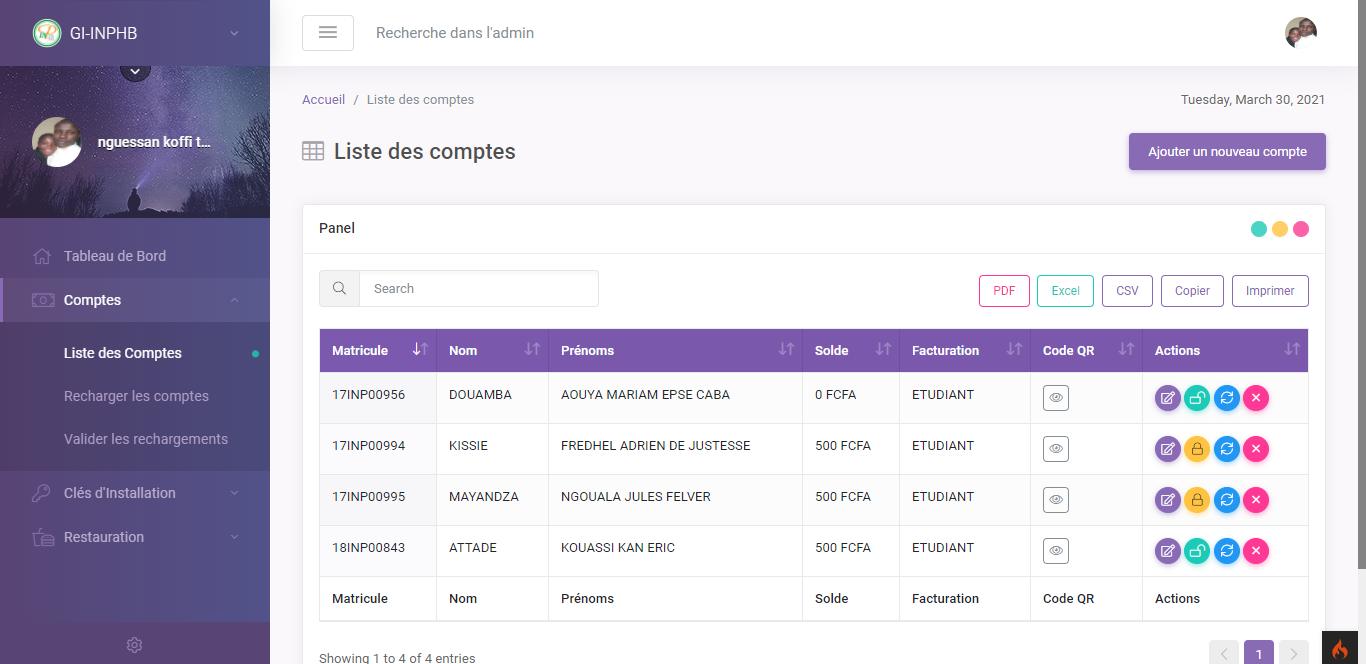 GI-INPHB
Recherche dans l'admin
nguessan koffi t...
Tableau de Bord
Comptes
Liste des Comptes
Recharger les comptes
Valider les rechargements
Clés d'Installation
Restauration
Accueil / Liste des comptes
Tuesday, March 30, 2021
Liste des comptes
Ajouter un nouveau compte
Panel
Search
PDF Excel CSV Copier Imprimer
Matricule Nom Prénoms Solde Facturation Code QR Actions
17INP00956 DOUAMBA AOUYA MARIAM EPSE CABA 0 FCFA ETUDIANT
17INP00994 KISSIE FREDHEL ADRIEN DE JUSTESSE 500 FCFA ETUDIANT
17INP00995 MAYANDZA NGOUALA JULES FELVER 500 FCFA ETUDIANT
18INP00843 ATTADE KOUASSI KAN ERIC 500 FCFA ETUDIANT
Matricule Nom Prénoms Solde Facturation Code QR Actions
Showing 1 to 4 of 4 entries
1